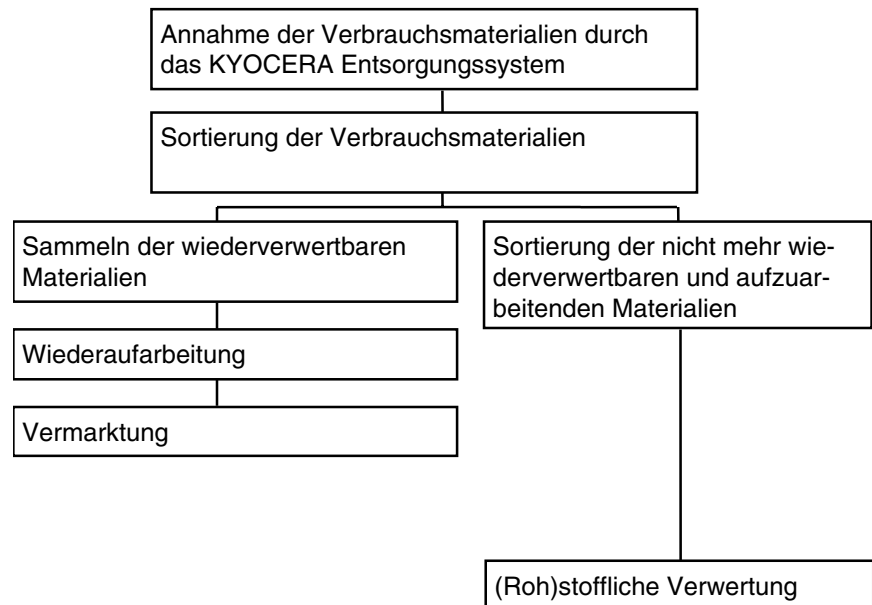 Annahme der Verbrauchsmaterialien durch
das KYOCERA Entsorgungssystem
Sortierung der Verbrauchsmaterialien
Sammeln der wiederverwertbaren
Materialien
Sortierung der nicht mehr wie-
derverwertbaren und aufzuar-
beitenden Materialien
Wiederaufarbeitung
Vermarktung
(Roh)stoffliche Verwertung